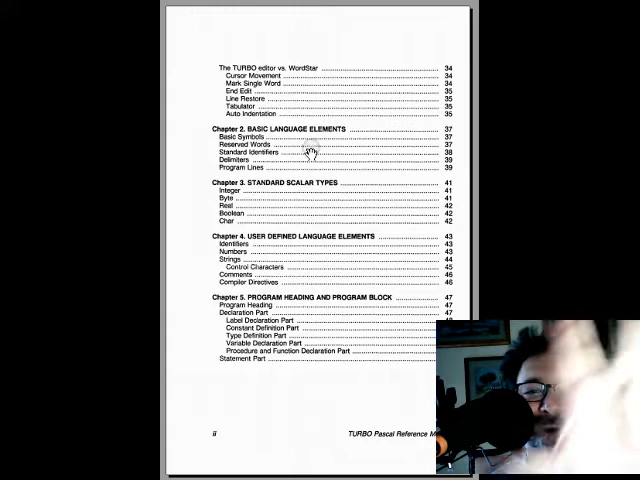 The TURBO editor vs. WordStar 34
Cursor Movement 34
Mark Single Word 34
End Edit 35
Line Restore 35
Tabulator 35
Auto Indentation 35
Chapter 2. BASIC LANGUAGE ELEMENTS 37
Basic Symbols 37
Reserved Words 37
Standard Identifiers 38
Delimiters 39
Program Lines 39
Chapter 3. STANDARD SCALAR TYPES 41
Integer 41
Byte 41
Real 42
Boolean 42
Char 42
Chapter 4. USER DEFINED LANGUAGE ELEMENTS 43
Identifiers 43
Numbers 43
Strings 44
Control Characters 45
Comments 46
Compiler Directives 46
Chapter 5. PROGRAM HEADING AND PROGRAM BLOCK 47
Program Heading 47
Declaration Part 47
Label Declaration Part
Constant Definition Part
Type Definition Part
Variable Declaration Part
Procedure and Function Declaration Part
Statement Part
ii TURBO Pascal Reference